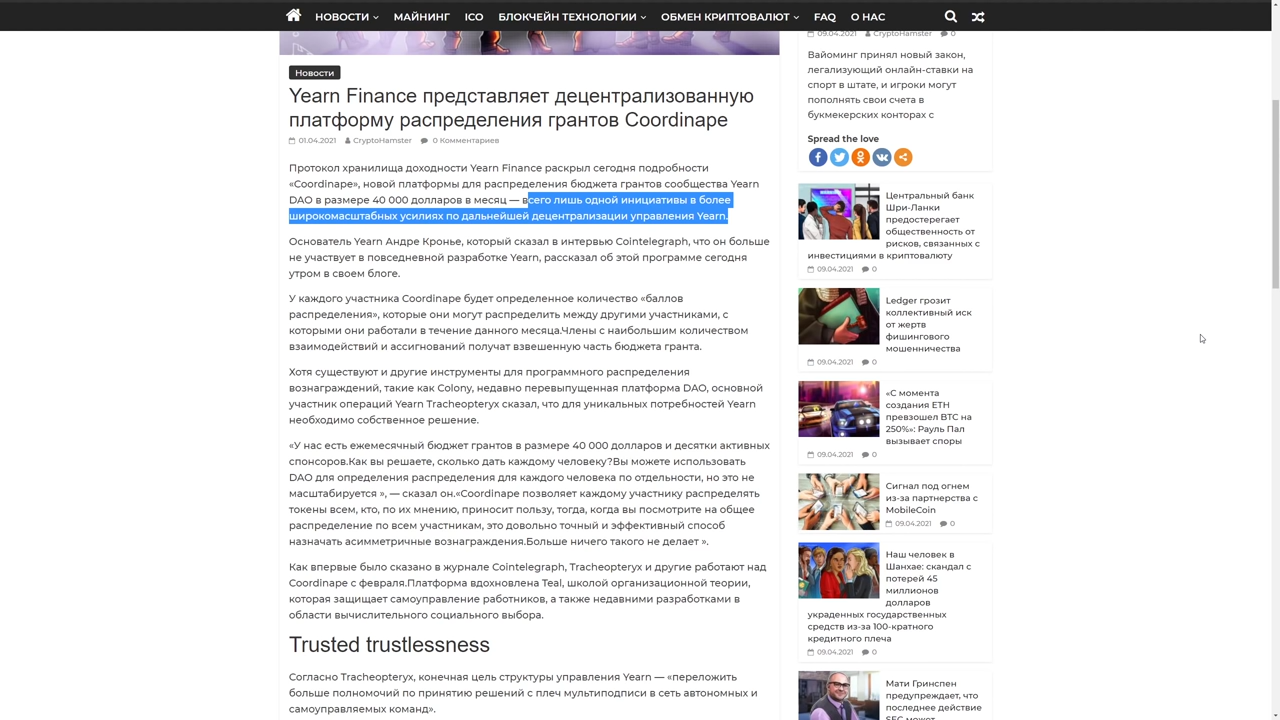 НОВОСТИ МАЙНИНГ ICO БЛОКЧЕЙН ТЕХНОЛОГИИ ОБМЕН КРИПТОВАЛЮТ FAQ О НАС
Новости
Yearn Finance представляет децентрализованную
платформу распределения грантов Coordinape
01.04.2021 CryptoHamster 0 Комментариев
Протокол хранилища доходности Yearn Finance раскрыл сегодня подробности
«Coordinape», новой платформы для распределения бюджета грантов сообщества Yearn
DAO в размере 40 000 долларов в месяц — всего лишь одной инициативы в более
широкомасштабных усилиях по дальнейшей децентрализации управления Yearn.
Основатель Yearn Андре Кронье, который сказал в интервью Cointelegraph, что он больше
не участвует в повседневной разработке Yearn, рассказал об этой программе сегодня
утром в своем блоге.
У каждого участника Coordinape будет определенное количество «баллов
распределения», которые они могут распределить между другими участниками, с
которыми они работали в течение данного месяца.Члены с наибольшим количеством
взаимодействий и ассигнований получат взвешенную часть бюджета гранта.
Хотя существуют и другие инструменты для программного распределения
вознаграждений, такие как Colony, недавно перевыпущенная платформа DAO, основной
участник операций Yearn Tracheopteryx сказал, что для уникальных потребностей Yearn
необходимо собственное решение.
«У нас есть ежемесячный бюджет грантов в размере 40 000 долларов и десятки активных
спонсоров.Как вы решаете, сколько дать каждому человеку?Вы можете использовать
DAO для определения распределения для каждого человека по отдельности, но это не
масштабируется », — сказал он.«Coordinape позволяет каждому участнику распределять
токены всем, кто, по их мнению, приносит пользу, тогда, когда вы посмотрите на общее
распределение по всем участникам, это довольно точный и эффективный способ
назначать асимметричные вознаграждения.Больше ничего такого не делает ».
Как впервые было сказано в журнале Cointelegraph, Tracheopteryx и другие работают над
Coordinape с февраля.Платформа вдохновлена Teal, школой организационной теории,
которая защищает самоуправление работников, а также недавними разработками в
области вычислительного социального выбора.
Trusted trustlessness
Согласно Tracheopteryx, конечная цель структуры управления Yearn — «переложить
больше полномочий по принятию решений с плеч мультиподписи в сеть автономных и
самоуправляемых команд».
09.04.2021 CryptoHamster 0
Вайоминг принял новый закон,
легализующий онлайн-ставки на
спорт в штате, и игроки могут
пополнять свои счета в
букмекерских конторах с
Spread the love
Центральный банк
Шри-Ланки
предостерегает
общественность от
рисков, связанных с
инвестициями в криптовалюту
09.04.2021 0
Ledger грозит
коллективный иск
от жертв
фишингового
мошенничества
09.04.2021 0
«С момента
создания ETH
превзошел BTC на
250%»: Рауль Пал
вызывает споры
09.04.2021 0
Сигнал под огнем
из-за партнерства с
MobileCoin
09.04.2021 0
Наш человек в
Шанхае: скандал с
потерей 45
миллионов
долларов
украденных государственных
средств из-за 100-кратного
кредитного плеча
09.04.2021 0
Мати Гринспен
предупреждает, что
последнее действие
SEC может